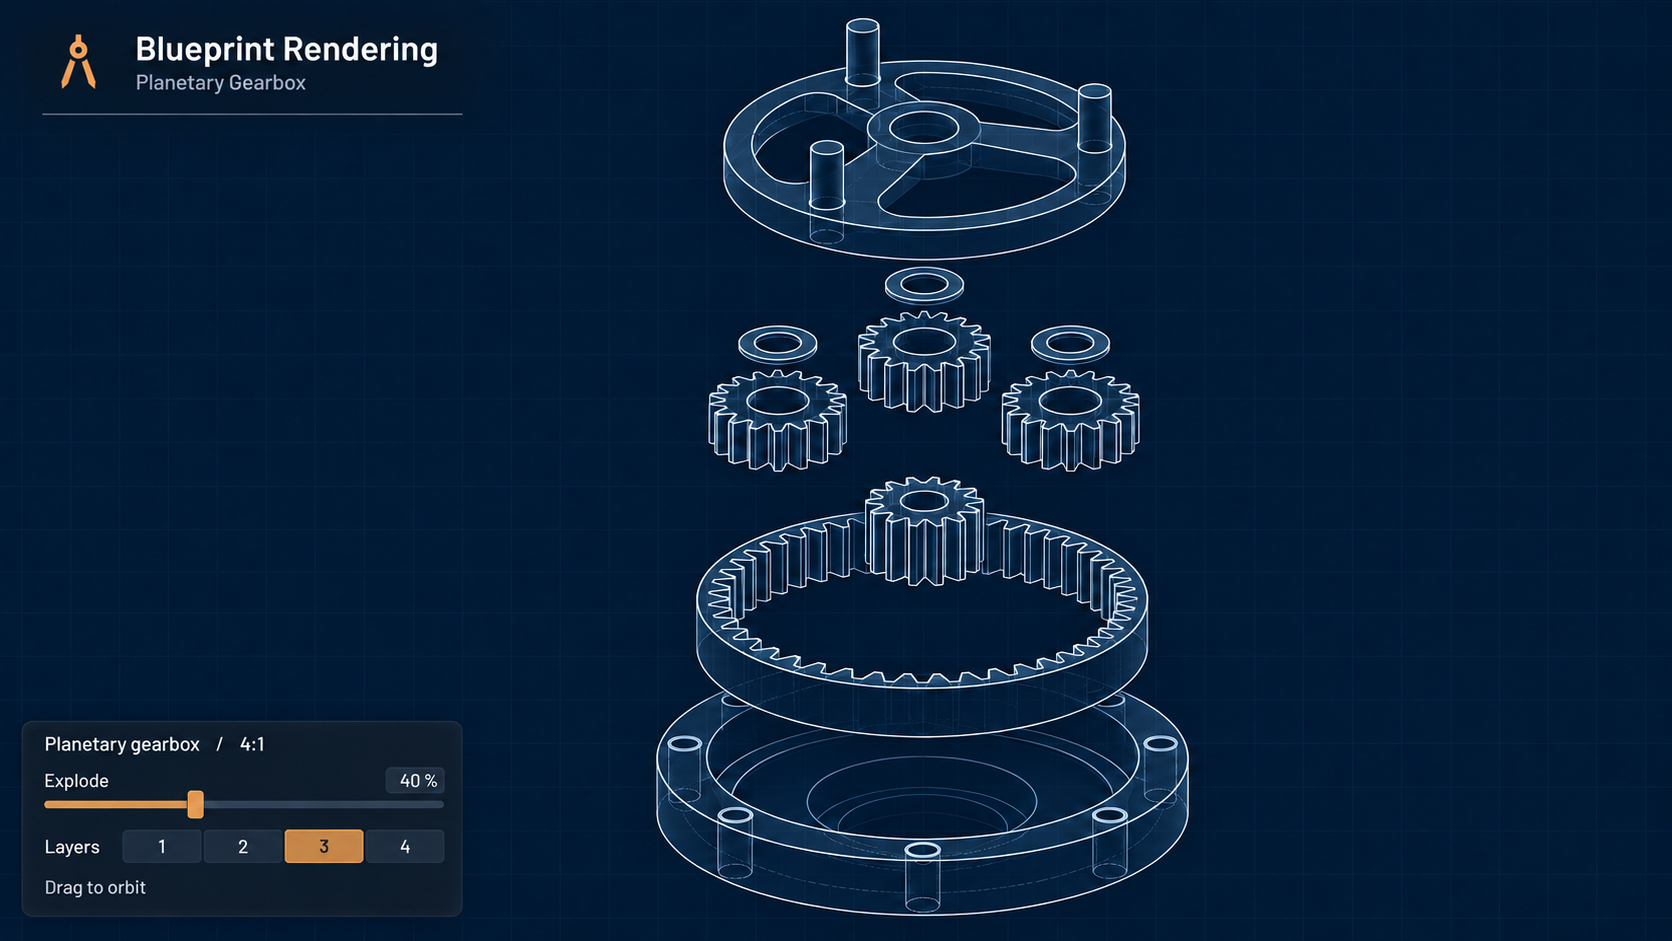 Blueprint Rendering
Planetary Gearbox
Planetary gearbox / 4:1
Explode 40 %
Layers 1 2 3 4
Drag to orbit